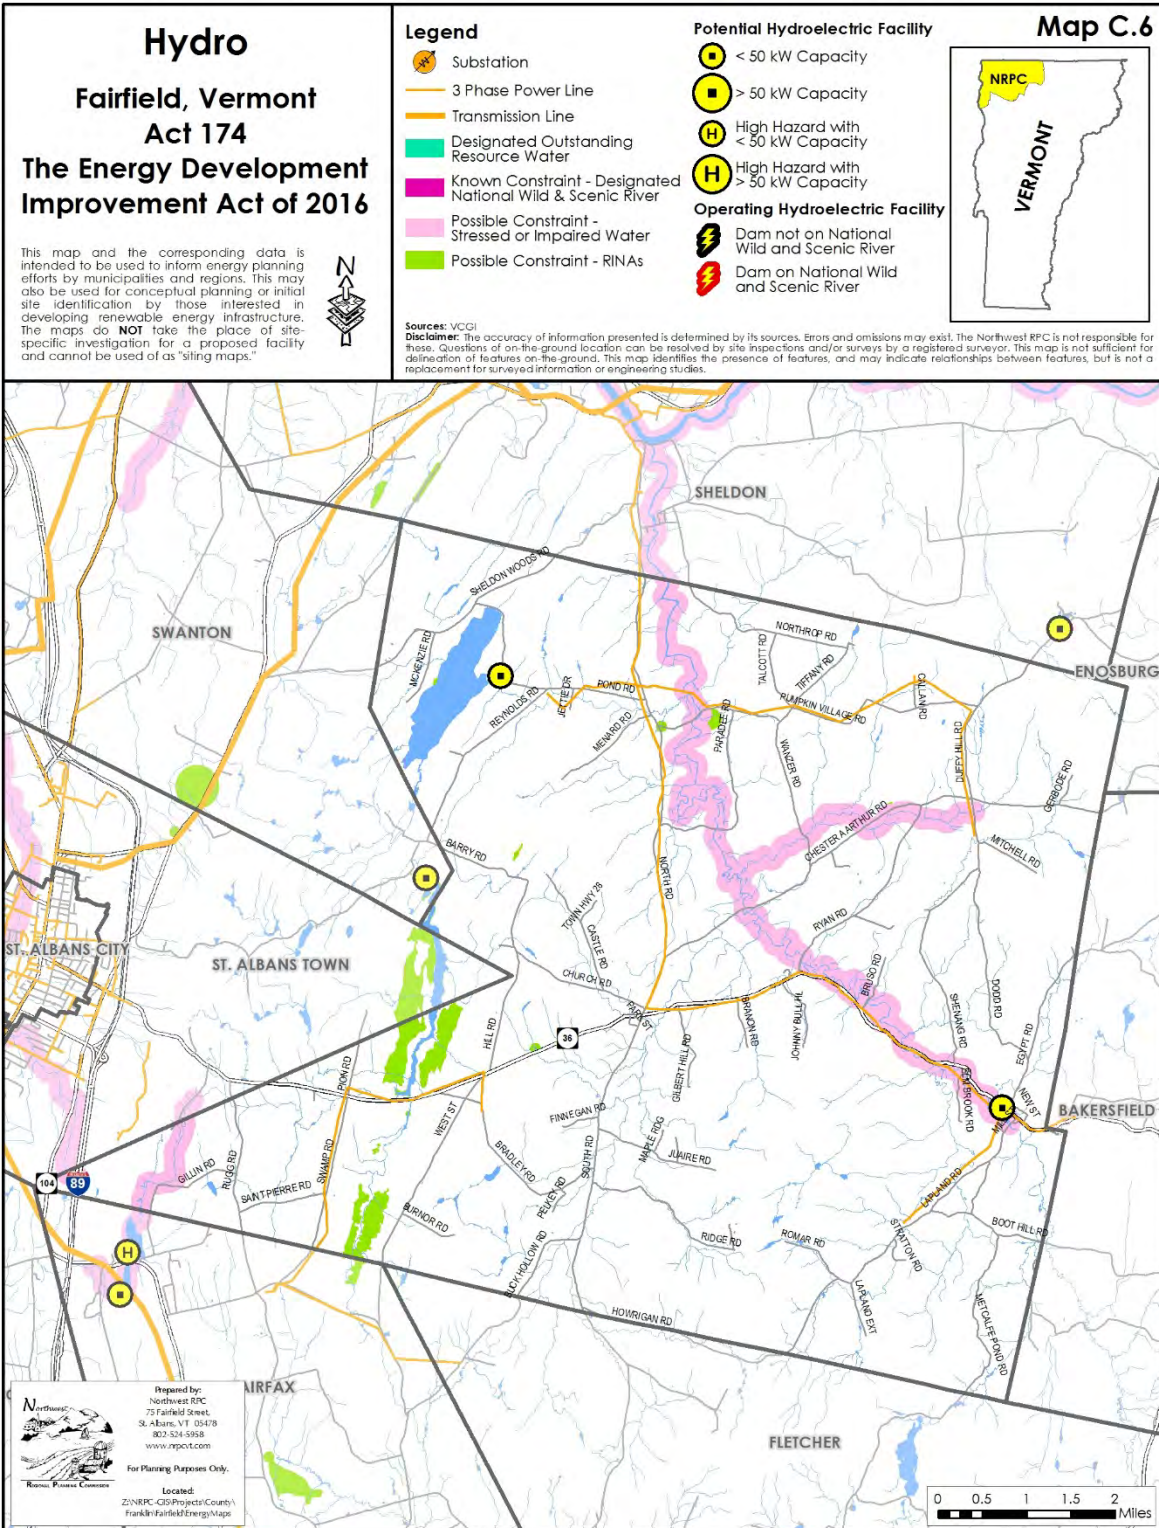 Hydro
Fairfield, Vermont
Act 174
The Energy Development
Improvement Act of 2016
This map and the corresponding data is
intended to be used to inform energy planning
efforts by municipalities and regions. This may
also be used for conceptual planning or initial
site identification by those interested in
developing renewable energy infrastructure.
The maps do NOT take the place of site-
specific investigation for a proposed facility
and cannot be used of as "siting maps."
N
Legend
Substation
3 Phase Power Line
Transmission Line
Designated Outstanding
Resource Water
Known Constraint - Designated
National Wild & Scenic River
Possible Constraint -
Stressed or Impaired Water
Possible Constraint - RINAs
Potential Hydroelectric Facility
< 50 kW Capacity
> 50 kW Capacity
H
High Hazard with
< 50 kW Capacity
H
High Hazard with
> 50 kW Capacity
Operating Hydroelectric Facility
Dam not on National
Wild and Scenic River
Dam on National Wild
and Scenic River
Map C.6
NRPC
VERMONT
Sources: VCGI
Disclaimer: The accuracy of information presented is determined by its sources. Errors and omissions may exist. The Northwest RPC is not responsible for
these. Questions of on-the-ground location can be resolved by site inspections and/or surveys by a registered surveyor. This map is not sufficient for
delineation of features on-the-ground. This map identifies the presence of features, and may indicate relationships between features, but is not a
replacement for surveyed information or engineering studies.
SHELDON
SHELDON WOODS RD
SWANTON
MCKENZIE RD
NORTHROP RD
TALCOTT RD
TIFFANY RD
ENOSBURG
REYNOLDS RD
JETTIE DR
POND RD
MENARD RD
PARADEE RD
PUMPKIN VILLAGE RD
CALLAN RD
WANZER RD
DUFFY HILL RD
GERBODE RD
CHESTER A ARTHUR RD
MITCHELL RD
BARRY RD
NORTH RD
TOWN HWY 28
CASTLE RD
RYAN RD
ST. ALBANS CITY
ST. ALBANS TOWN
CHURCH RD
BRUSO RD
DODD RD
SHENANG RD
PARK ST
BRANON RD
JOHNNY BULL HL
HILL RD
36
GILBERT HILL RD
EGYPT RD
PION RD
ELM BROOK RD
NEW ST
BAKERSFIELD
WEST ST
FINNEGAN RD
MAPLE RDG
JUAIRE RD
SOUTH RD
BRADLEY RD
SWAMP RD
RUGG RD
GILLIN RD
104
89
SAINT PIERRE RD
PELKEY RD
LAPLAND RD
BURNOR RD
BOOT HILL RD
STRATTON RD
RIDGE RD
ROMAR RD
BUCK HOLLOW RD
H
LAPLAND EXT
METCALFE POND RD
HOWRIGAN RD
AIRFAX
FLETCHER
Northwest
REGIONAL PLANNING COMMISSION
Prepared by:
Northwest RPC
75 Fairfield Street,
St. Albans, VT 05478
802-524-5958
www.nrpcvt.com
For Planning Purposes Only.
Located:
Z:\NRPC-GIS\Projects\County\
Franklin\Fairfield\EnergyMaps
0 0.5 1 1.5 2
Miles